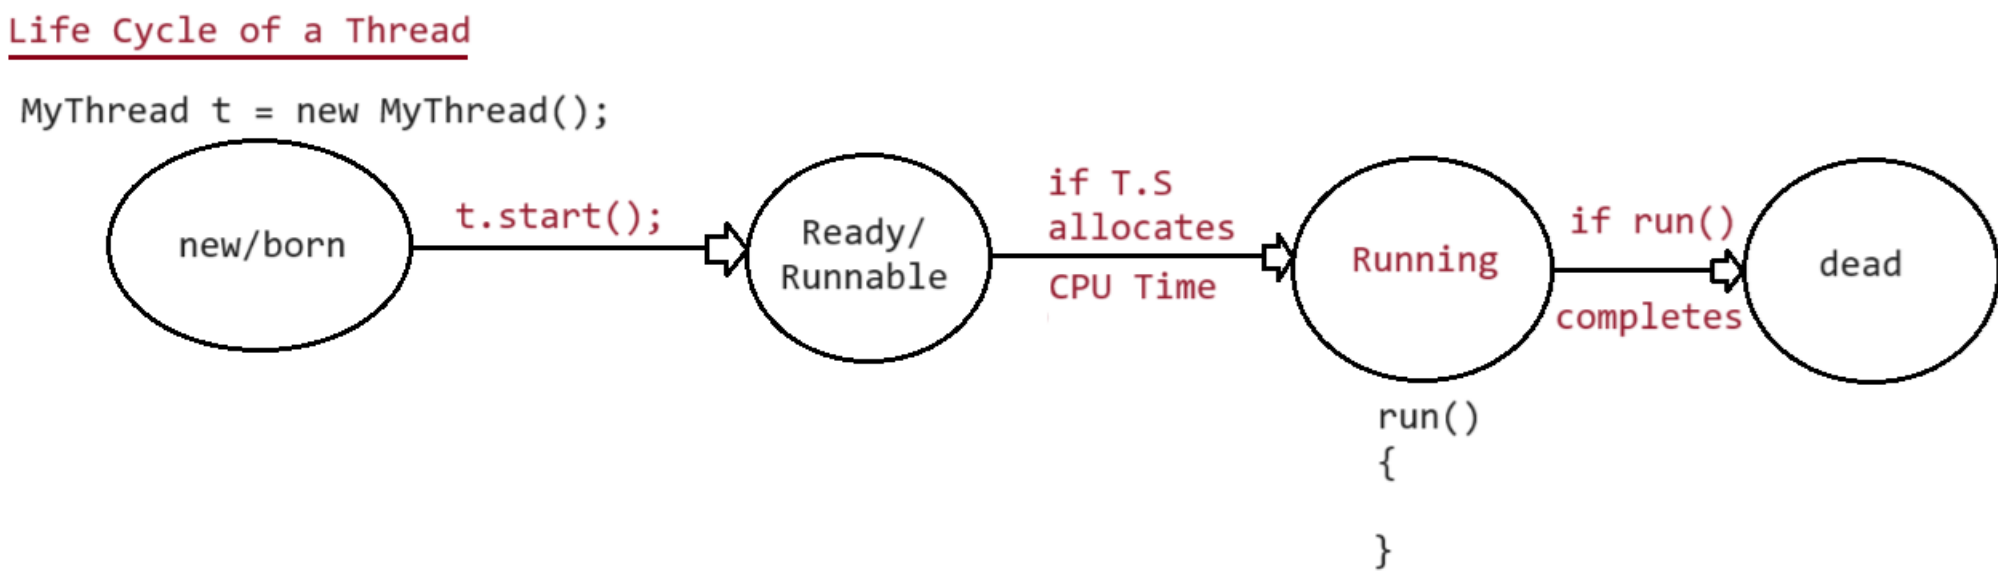 Life Cycle of a Thread
MyThread t = new MyThread();
new/born
t.start();
Ready/
Runnable
if T.S
allocates
CPU Time
Running
if run()
completes
dead
run()
{
}